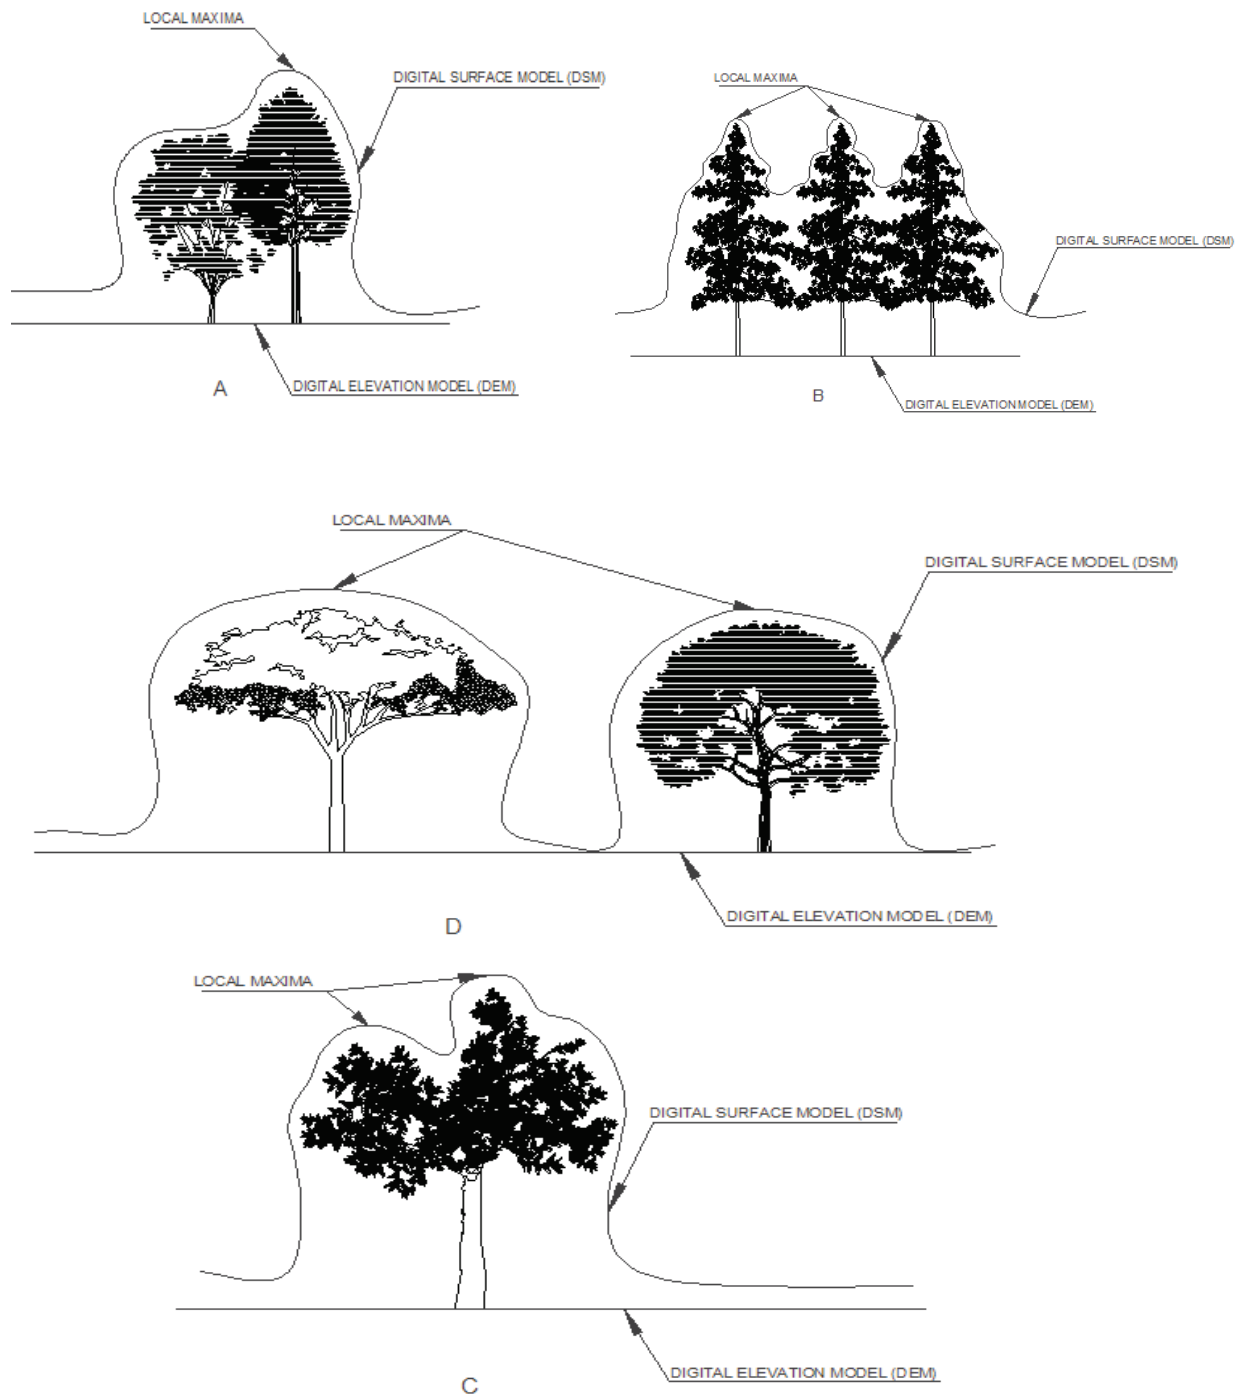 LOCAL MAXIMA
DIGITAL SURFACE MODEL (DSM)
DIGITAL ELEVATION MODEL (DEM)
A
LOCAL MAXIMA
DIGITAL SURFACE MODEL (DSM)
DIGITAL ELEVATION MODEL (DEM)
B
LOCAL MAXIMA
DIGITAL SURFACE MODEL (DSM)
DIGITAL ELEVATION MODEL (DEM)
D
LOCAL MAXIMA
DIGITAL SURFACE MODEL (DSM)
DIGITAL ELEVATION MODEL (DEM)
C